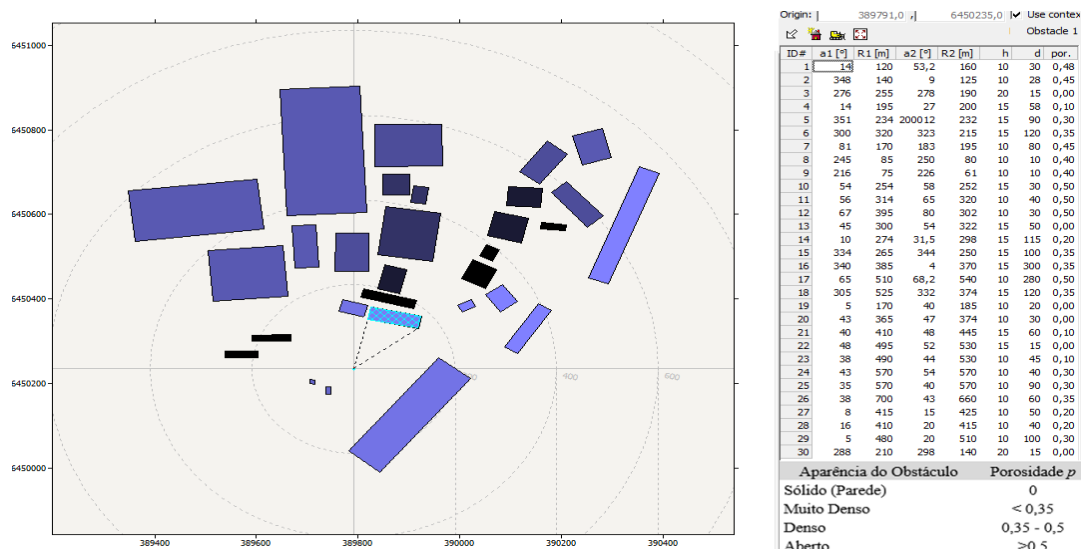 Origin: | 389791,0 ,| 6450235,0 Use contex
Obstacle 1
ID# a1 [°] R1 [m] a2 [°] R2 [m] h d por.
1 14 120 53,2 160 10 30 0,48
2 348 140 9 125 10 28 0,45
3 276 255 278 190 20 15 0,00
4 14 195 27 200 15 58 0,10
5 351 234 200012 232 15 90 0,30
6 300 320 323 215 15 120 0,35
7 81 170 183 195 10 80 0,45
8 245 85 250 80 10 10 0,40
9 216 75 226 61 10 10 0,40
10 54 254 58 252 15 30 0,50
11 56 314 65 320 10 40 0,50
12 67 395 80 302 10 30 0,50
13 45 300 54 322 15 50 0,00
14 10 274 31,5 298 15 115 0,20
15 334 265 344 250 15 100 0,35
16 340 385 4 370 15 300 0,35
17 65 510 68,2 540 10 280 0,50
18 305 525 332 374 15 120 0,35
19 5 170 40 185 10 20 0,00
20 43 365 47 374 10 30 0,00
21 40 410 48 445 15 60 0,10
22 48 495 52 530 15 15 0,00
23 38 490 44 530 10 45 0,10
24 43 570 54 570 10 40 0,30
25 35 570 40 570 10 90 0,30
26 38 700 43 660 10 60 0,35
27 8 415 15 425 10 50 0,20
28 16 410 20 415 10 40 0,20
29 5 480 20 510 10 100 0,30
30 288 210 298 140 20 15 0,00
Aparência do Obstáculo Porosidade p
Sólido (Parede) 0
Muito Denso < 0,35
Denso 0,35 - 0,5
Aberto >0,5
6451000
6450800
6450600
6450400
6450200
6450000
400 600
389400 389600 389800 390000 390200 390400